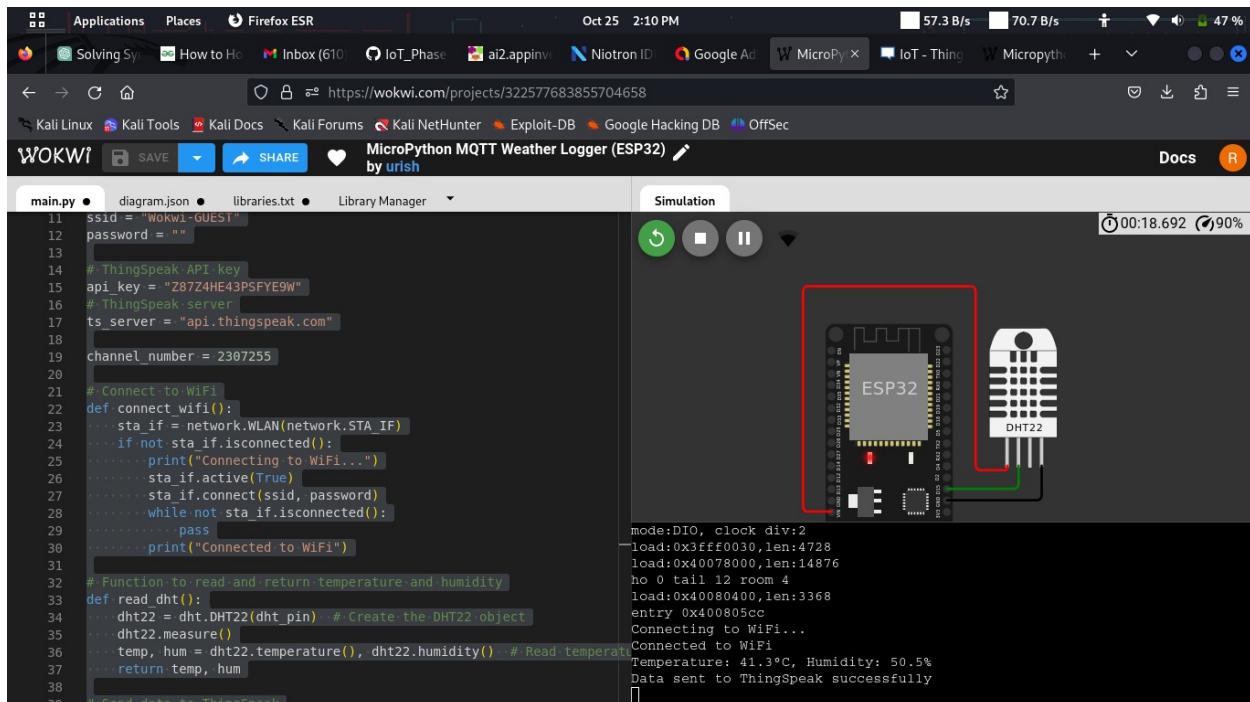 Applications Places Firefox ESR Oct 25 2:10 PM 57.3 B/s 70.7 B/s 47 %
Solving Sy How to Ho Inbox (610) IoT_Phase ai2.appinve Niotron ID Google Ad MicroPyt IoT - Thing Micropyth
https://wokwi.com/projects/322577683855704658
Kali Linux Kali Tools Kali Docs Kali Forums Kali NetHunter Exploit-DB Google Hacking DB OffSec
WOKWI SAVE SHARE MicroPython MQTT Weather Logger (ESP32) Docs R
by urish
main.py diagram.json libraries.txt Library Manager
11 ssid = "Wokwi-GUEST"
12 password = ""
13
14 # ThingSpeak API key
15 api_key = "Z87Z4HE43PSFYE9W"
16 # ThingSpeak server
17 ts_server = "api.thingspeak.com"
18
19 channel_number = 2307255
20
21 # Connect to WiFi
22 def connect_wifi():
23 sta_if = network.WLAN(network.STA_IF)
24 if not sta_if.isconnected():
25 print("Connecting to WiFi...")
26 sta_if.active(True)
27 sta_if.connect(ssid, password)
28 while not sta_if.isconnected():
29 pass
30 print("Connected to WiFi")
31
32 # Function to read and return temperature and humidity
33 def read_dht():
34 dht22 = dht.DHT22(dht_pin) # Create the DHT22 object
35 dht22.measure()
36 temp, hum = dht22.temperature(), dht22.humidity() # Read temperatu
37 return temp, hum
38
# Send data to ThingSpeak
Simulation
00:18.692 90%
ESP32
DHT22
mode:DIO, clock div:2
load:0x3fff0030,len:4728
load:0x40078000,len:14876
ho 0 tail 12 room 4
load:0x40080400,len:3368
entry 0x400805cc
Connecting to WiFi...
Connected to WiFi
Temperature: 41.3°C, Humidity: 50.5%
Data sent to ThingSpeak successfully